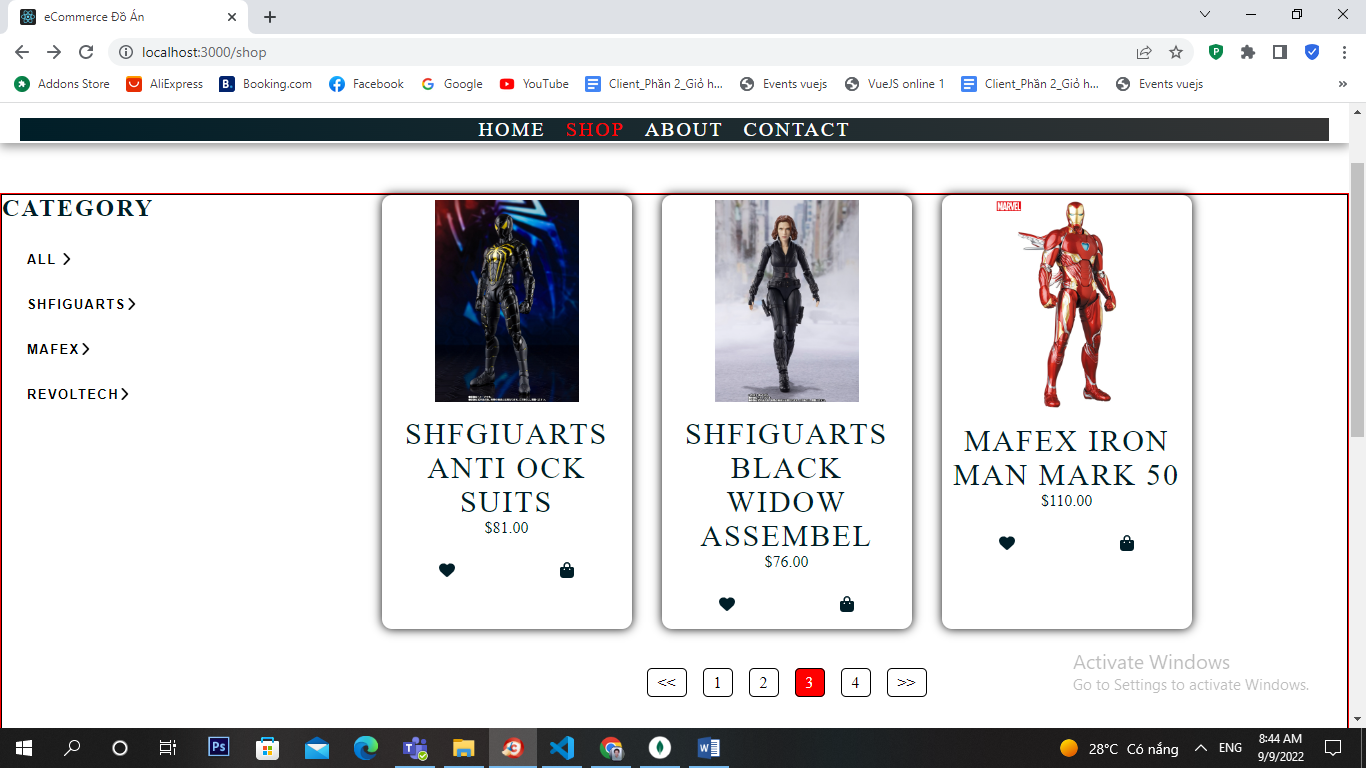 eCommerce Đồ Án
localhost:3000/shop
Addons Store AliExpress Booking.com Facebook Google YouTube Client_Phần 2_Giỏ h... Events vuejs VueJS online 1 Client_Phần 2_Giỏ h... Events vuejs »
HOME SHOP ABOUT CONTACT
CATEGORY
ALL
SHFIGUARTS
MAFEX
REVOLTECH
SHFGIUARTS
ANTI OCK
SUITS
$81.00
SHFIGUARTS
BLACK
WIDOW
ASSEMBEL
$76.00
MARVEL
MAFEX IRON
MAN MARK 50
$110.00
<< 1 2 3 4 >>
Activate Windows
Go to Settings to activate Windows.
28°C Có nắng ENG 8:44 AM
9/9/2022